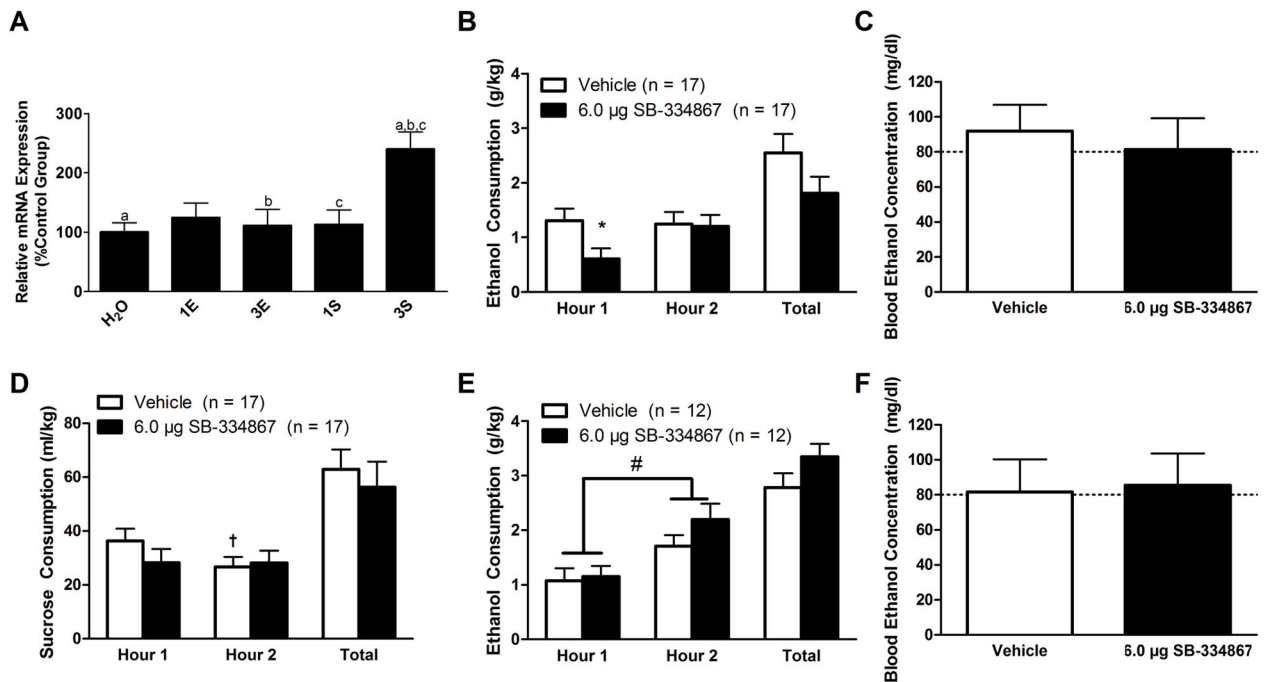 A
Relative mRNA Expression
(%Control Group)
300
200
100
0
a
b
c
a,b,c
H₂O
1E
3E
1S
3S
B
Ethanol Consumption (g/kg)
4
3
2
1
0
Vehicle (n = 17)
6.0 µg SB-334867 (n = 17)
*
Hour 1
Hour 2
Total
C
Blood Ethanol Concentration (mg/dl)
120
100
80
60
40
20
0
Vehicle
6.0 µg SB-334867
D
Sucrose Consumption (ml/kg)
80
60
40
20
0
Vehicle (n = 17)
6.0 µg SB-334867 (n = 17)
†
Hour 1
Hour 2
Total
E
Ethanol Consumption (g/kg)
4
3
2
1
0
Vehicle (n = 12)
6.0 µg SB-334867 (n = 12)
#
Hour 1
Hour 2
Total
F
Blood Ethanol Concentration (mg/dl)
120
100
80
60
40
20
0
Vehicle
6.0 µg SB-334867